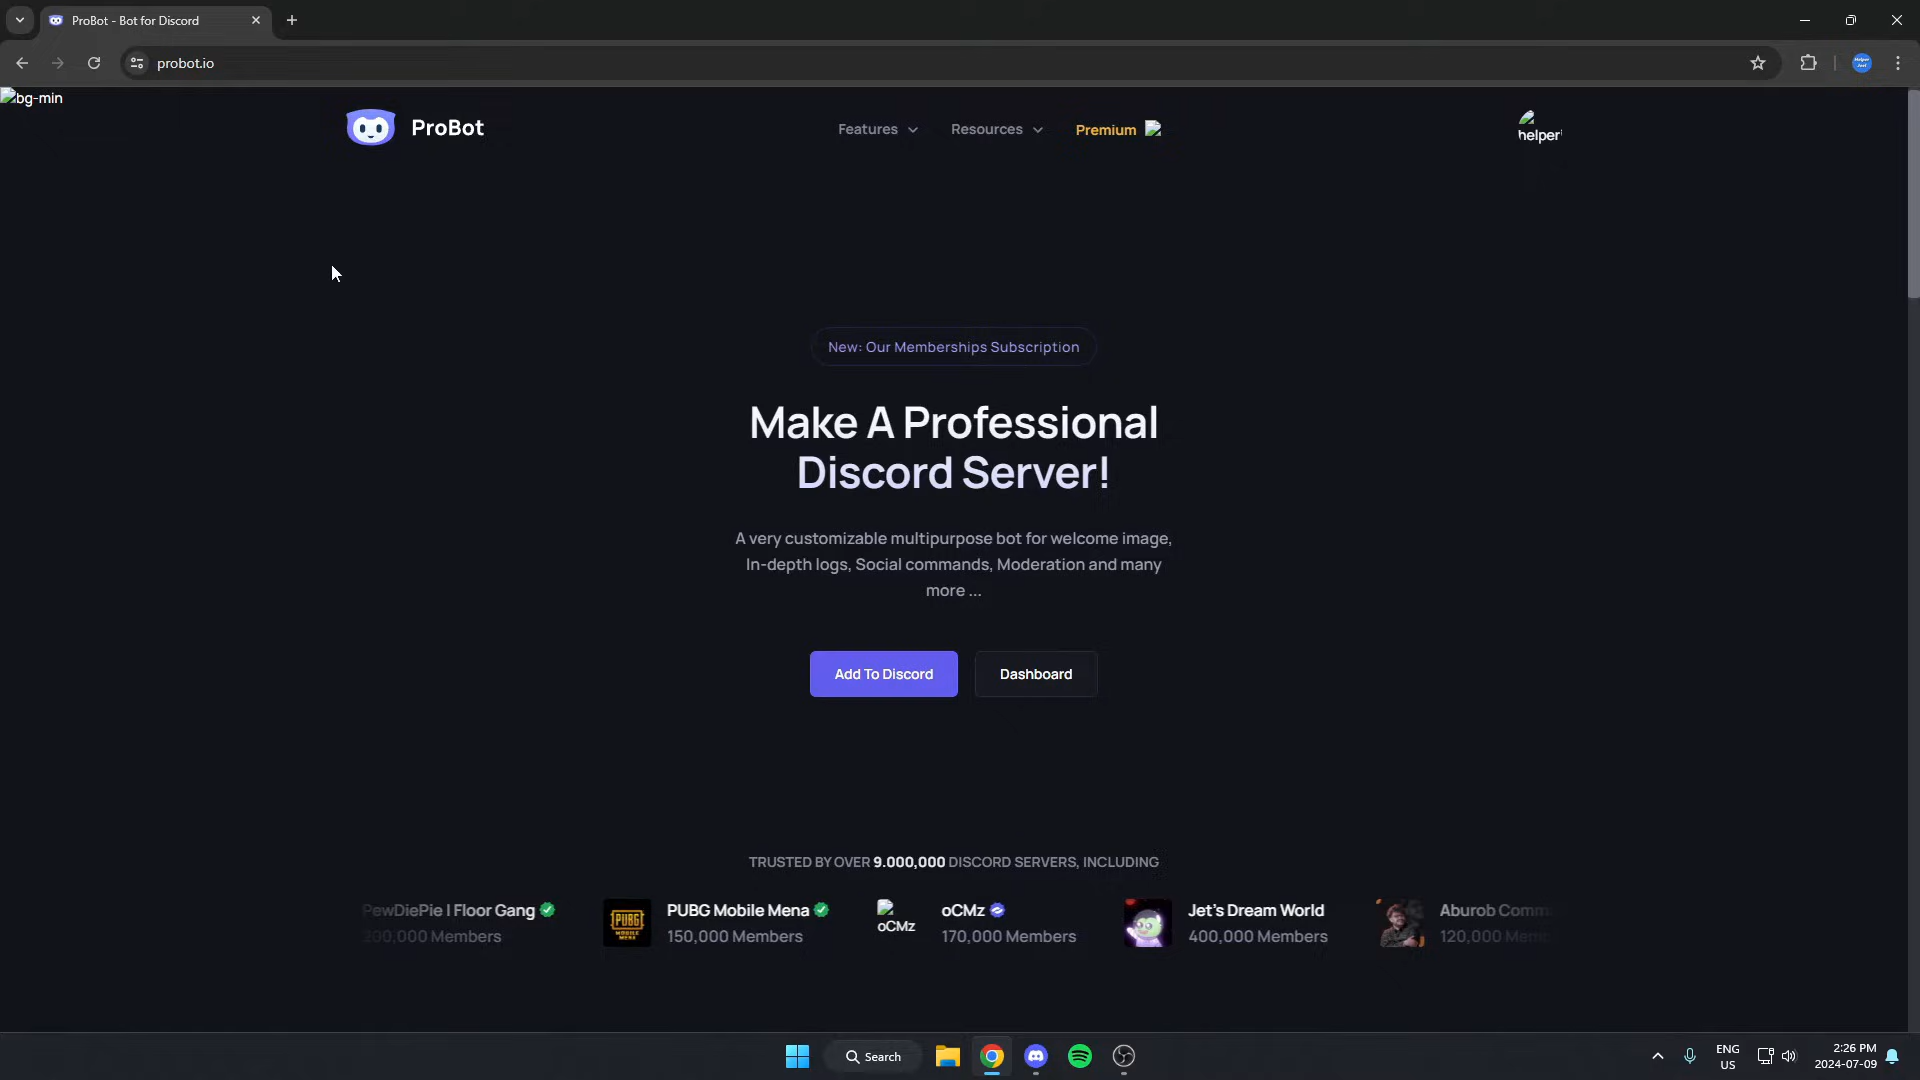 ProBot - Bot for Discord
probot.io
bg-min
ProBot
Features
Resources
Premium
helper
New: Our Memberships Subscription
Make A Professional
Discord Server!
A very customizable multipurpose bot for welcome image,
In-depth logs, Social commands, Moderation and many
more ...
Add To Discord
Dashboard
TRUSTED BY OVER 9.000,000 DISCORD SERVERS, INCLUDING
PewDiePie | Floor Gang
200,000 Members
PUBG Mobile Mena
150,000 Members
oCMz
oCMz
170,000 Members
Jet's Dream World
400,000 Members
Aburob Comm
120,000 Mem
Search
ENG
US
2:26 PM
2024-07-09